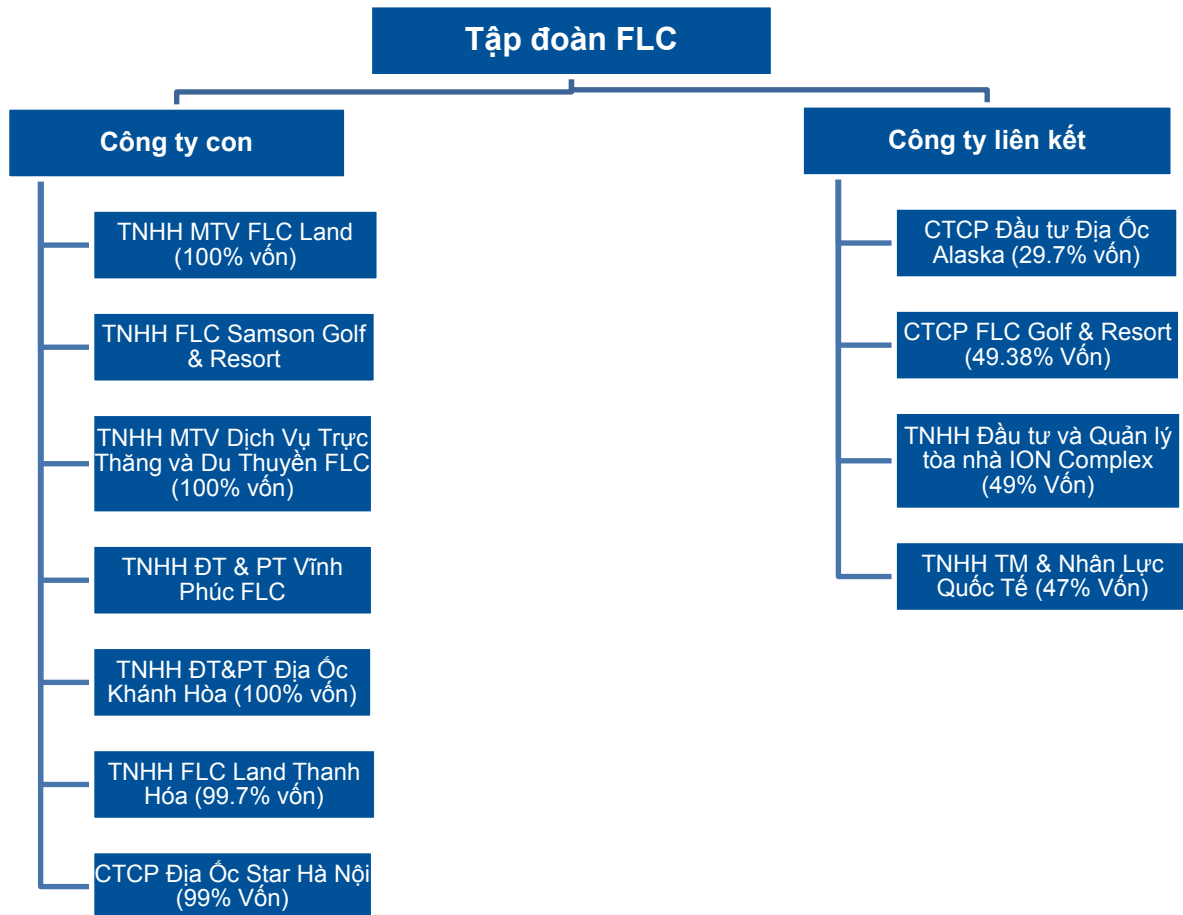 Tập đoàn FLC
Công ty con
TNHH MTV FLC Land
(100% vốn)
TNHH FLC Samson Golf
& Resort
TNHH MTV Dịch Vụ Trực
Thăng và Du Thuyền FLC
(100% vốn)
TNHH ĐT & PT Vĩnh
Phúc FLC
TNHH ĐT&PT Địa Ốc
Khánh Hòa (100% vốn)
TNHH FLC Land Thanh
Hóa (99.7% vốn)
CTCP Địa Ốc Star Hà Nội
(99% Vốn)
Công ty liên kết
CTCP Đầu tư Địa Ốc
Alaska (29.7% vốn)
CTCP FLC Golf & Resort
(49.38% Vốn)
TNHH Đầu tư và Quản lý
tòa nhà ION Complex
(49% Vốn)
TNHH TM & Nhân Lực
Quốc Tế (47% Vốn)